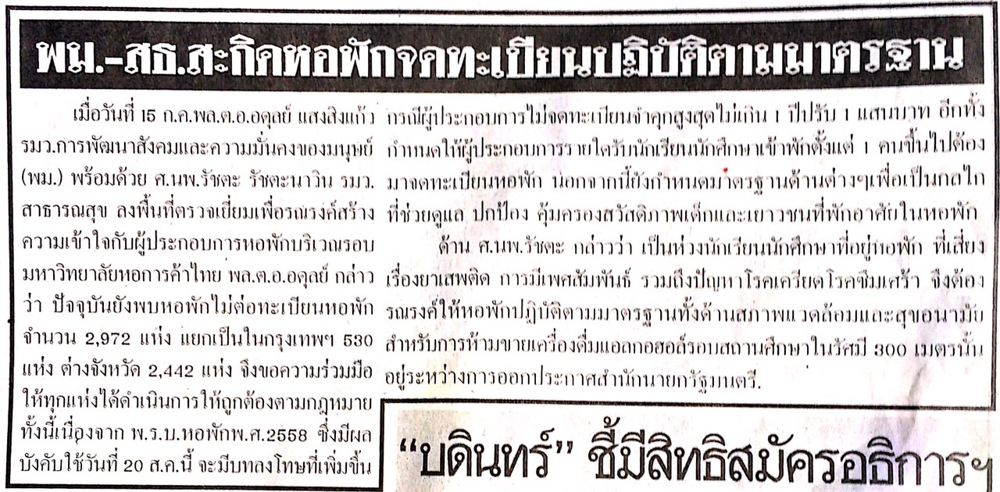 พม.-สธ.สะกิดหอพักจดทะเบียนปฏิบัติตามมาตรฐาน
เมื่อวันที่ 15 ก.ค.พล.ต.อ.อดุลย์ แสงสิงแก้ว
รมว.การพัฒนาสังคมและความมั่นคงของมนุษย์
(พม.) พร้อมด้วย ศ.นพ.รัชตะ รัชตะนาวิน รมว.
สาธารณสุข ลงพื้นที่ตรวจเยี่ยมเพื่อรณรงค์สร้าง
ความเข้าใจกับผู้ประกอบการหอพักบริเวณรอบ
มหาวิทยาลัยหอการค้าไทย พล.ต.อ.อดุลย์ กล่าว
ว่า ปัจจุบันยังพบหอพักไม่ต่อทะเบียนหอพัก
จำนวน 2,972 แห่ง แยกเป็นในกรุงเทพฯ 530
แห่ง ต่างจังหวัด 2,442 แห่ง จึงขอความร่วมมือ
ให้ทุกแห่งได้ดำเนินการให้ถูกต้องตามกฎหมาย
ทั้งนี้เนื่องจาก พ.ร.บ.หอพักพ.ศ.2558 ซึ่งมีผล
บังคับใช้วันที่ 20 ส.ค.นี้ จะมีบทลงโทษที่เพิ่มขึ้น
กรณีผู้ประกอบการไม่จดทะเบียนจำคุกสูงสุดไม่เกิน 1 ปีปรับ 1 แสนบาท อีกทั้ง
กำหนดให้ผู้ประกอบการรายใดรับนักเรียนนักศึกษาเข้าพักตั้งแต่ 1 คนขึ้นไปต้อง
มาจดทะเบียนหอพัก นอกจากนี้ยังกำหนดมาตรฐานด้านต่างๆเพื่อเป็นกลไก
ที่ช่วยดูแล ปกป้อง คุ้มครองสวัสดิภาพเด็กและเยาวชนที่พักอาศัยในหอพัก
ด้าน ศ.นพ.รัชตะ กล่าวว่า เป็นห่วงนักเรียนนักศึกษาที่อยู่หอพัก ที่เสี่ยง
เรื่องยาเสพติด การมีเพศสัมพันธ์ รวมถึงปัญหาโรคเครียดโรคซึมเศร้า จึงต้อง
รณรงค์ให้หอพักปฏิบัติตามมาตรฐานทั้งด้านสภาพแวดล้อมและสุขอนามัย
สำหรับการห้ามขายเครื่องดื่มแอลกอฮอล์รอบสถานศึกษาในรัศมี 300 เมตรนั้น
อยู่ระหว่างการออกประกาศสำนักนายกรัฐมนตรี.
“บดินทร์” ชี้มีสิทธิสมัครอธิการฯ